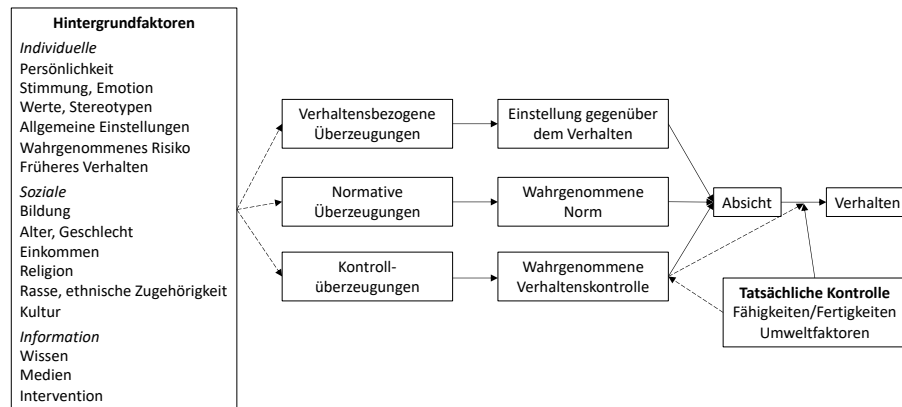 Hintergrundfaktoren
Individuelle
Persönlichkeit
Stimmung, Emotion
Werte, Stereotypen
Allgemeine Einstellungen
Wahrgenommenes Risiko
Früheres Verhalten
Soziale
Bildung
Alter, Geschlecht
Einkommen
Religion
Rasse, ethnische Zugehörigkeit
Kultur
Information
Wissen
Medien
Intervention
Verhaltensbezogene
Überzeugungen
Normative
Überzeugungen
Kontroll-
überzeugungen
Einstellung gegenüber
dem Verhalten
Wahrgenommene
Norm
Wahrgenommene
Verhaltenskontrolle
Absicht
Verhalten
Tatsächliche Kontrolle
Fähigkeiten/Fertigkeiten
Umweltfaktoren